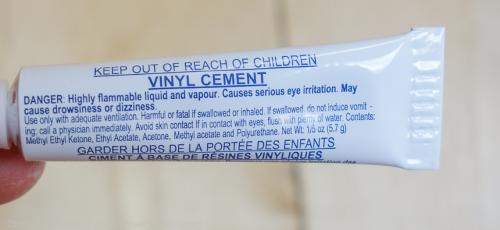 KEEP OUT OF REACH OF CHILDREN
VINYL CEMENT
DANGER: Highly flammable liquid and vapour. Causes serious eye irritation. May
cause drowsiness or dizziness.
Use only with adequate ventilation. Harmful or fatal if swallowed or inhaled. If swallowed, do not induce vomit -
ing; call a physician immediately. Avoid skin contact If in contact with eyes, flush with plenty of water. Contents:
Methyl Ethyl Ketone, Ethyl Acetate, Acetone, Methyl acetate and Polyurethane. Net Wt: 1/5 oz (5.7 g)
GARDER HORS DE LA PORTÉE DES ENFANTS
CIMENT À BASE DE RÉSINES VINYLIQUES